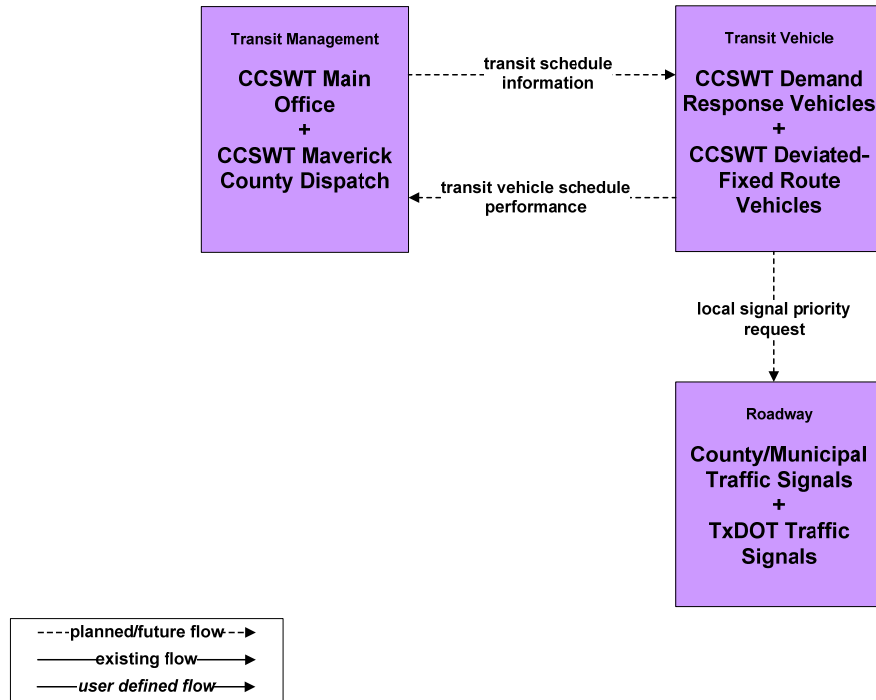 Transit Management
CCSWT Main
Office
+
CCSWT Maverick
County Dispatch
transit schedule
information
transit vehicle schedule
performance
Transit Vehicle
CCSWT Demand
Response Vehicles
+
CCSWT Deviated-
Fixed Route
Vehicles
local signal priority
request
Roadway
County/Municipal
Traffic Signals
+
TxDOT Traffic
Signals
planned/future flow
existing flow
user defined flow